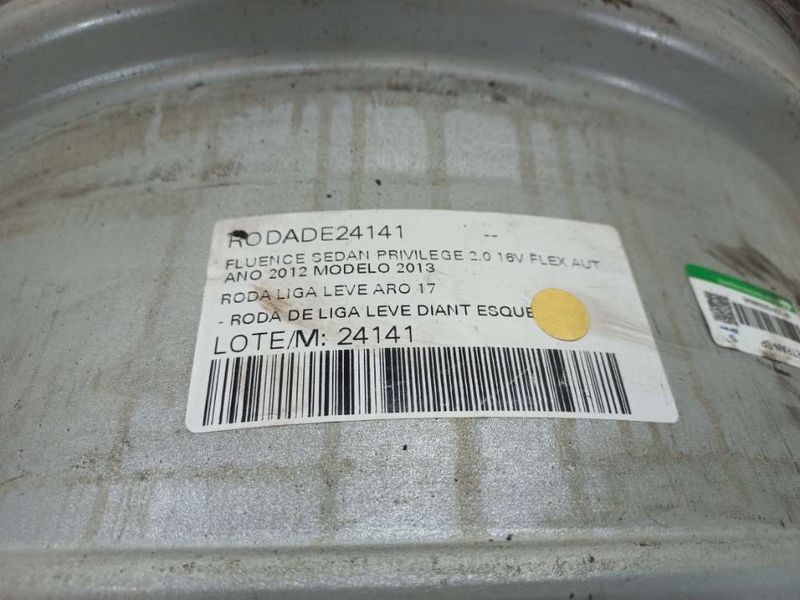 RODADE24141 --
FLUENCE SEDAN PRIVILEGE 2.0 16V FLEX AUT
ANO 2012 MODELO 2013
RODA LIGA LEVE ARO 17
- RODA DE LIGA LEVE DIANT ESQUE
LOTE/M: 24141